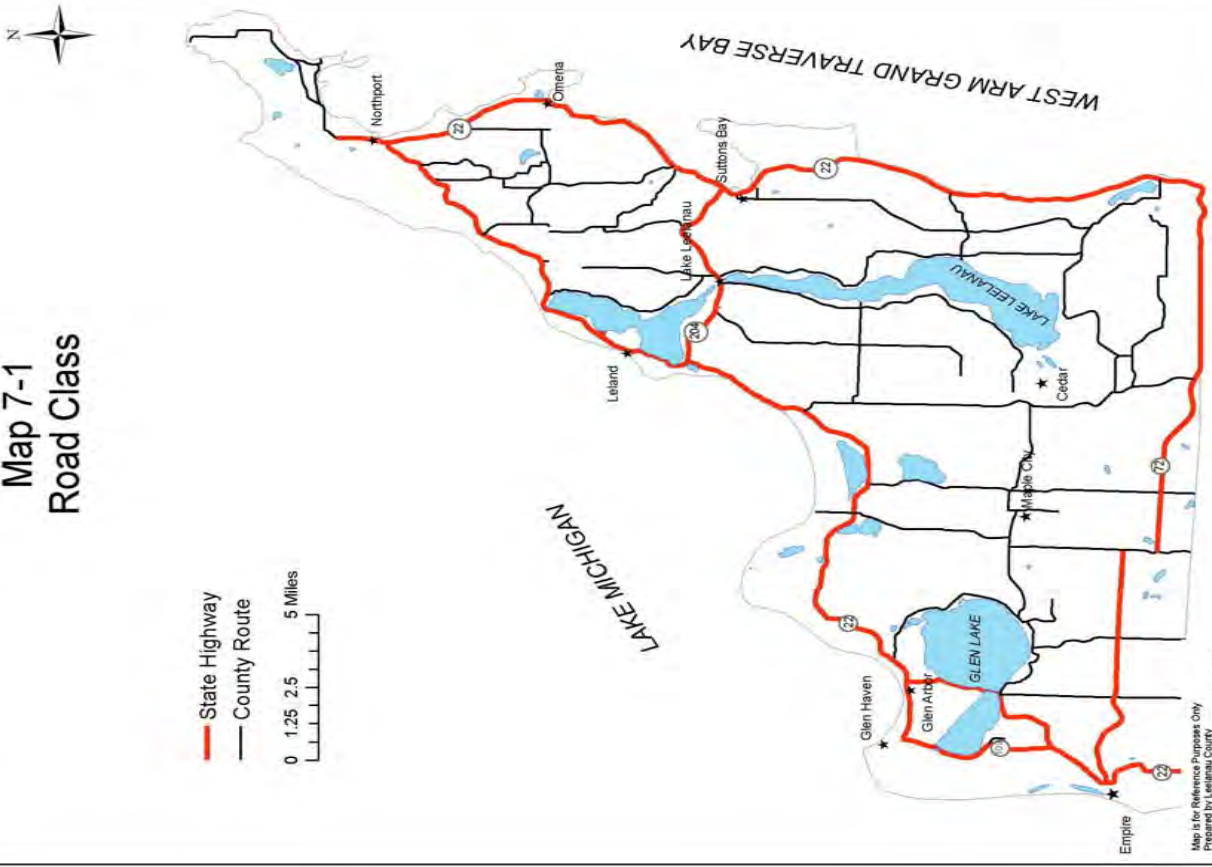 Map 7-1
Road Class
N
State Highway
County Route
0 1.25 2.5 5 Miles
LAKE MICHIGAN
WEST ARM GRAND TRAVERSE BAY
Northport
22
Omena
Suttons Bay
22
Lake Leelanau
204
Leland
LAKE LEELANAU
Cedar
Maple City
72
22
GLEN LAKE
Glen Haven
Glen Arbor
Empire
22
Map is for Reference Purposes Only
Prepared by Leelanau County